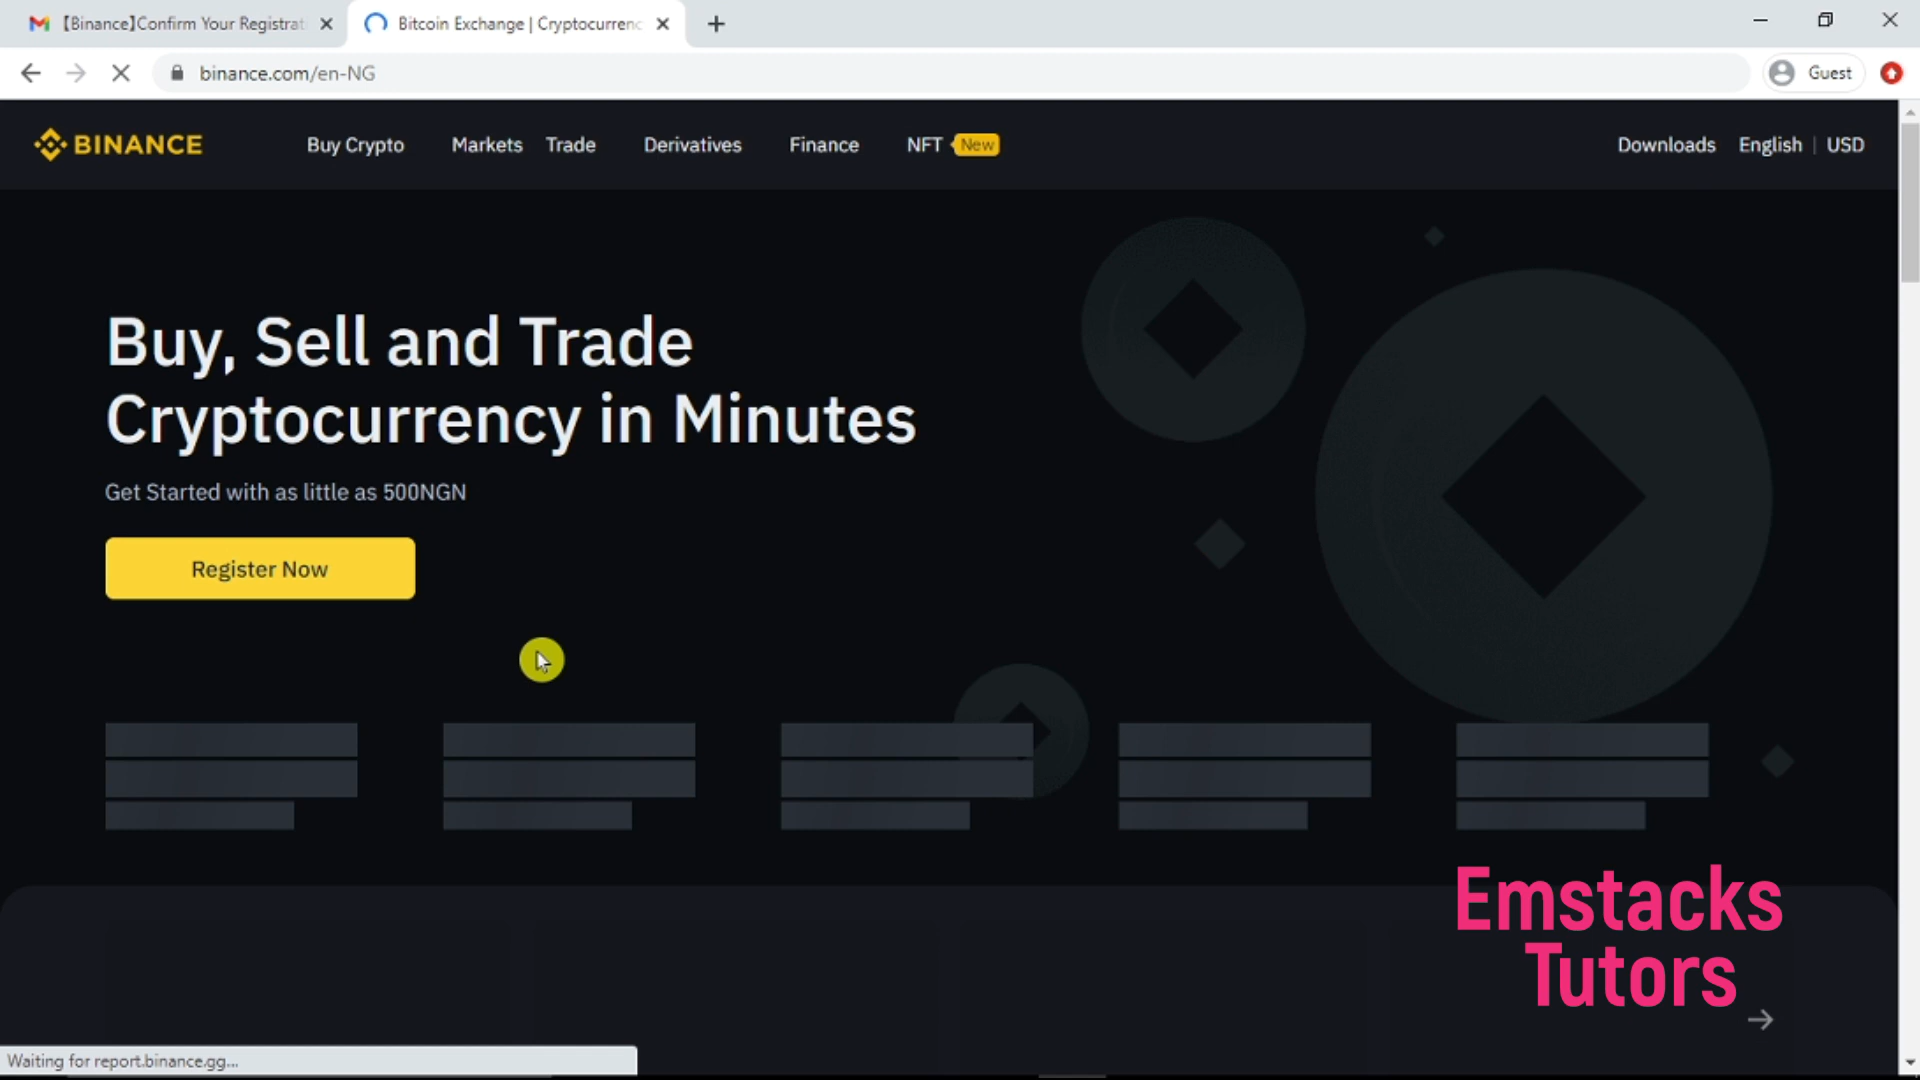 【Binance】Confirm Your Registrat
Bitcoin Exchange | Cryptocurrenc
binance.com/en-NG
Guest
BINANCE
Buy Crypto
Markets
Trade
Derivatives
Finance
NFT New
Downloads
English | USD
Buy, Sell and Trade
Cryptocurrency in Minutes
Get Started with as little as 500NGN
Register Now
Emstacks
Tutors
Waiting for report.binance.gg...